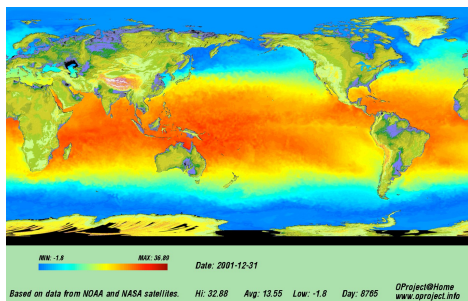 MIN: -1.8 MAX: 36.89
Date: 2001-12-31
OProject@Home
Based on data from NOAA and NASA satellites. Hi: 32.88 Avg: 13.55 Low: -1.8 Day: 8765
www.oproject.info